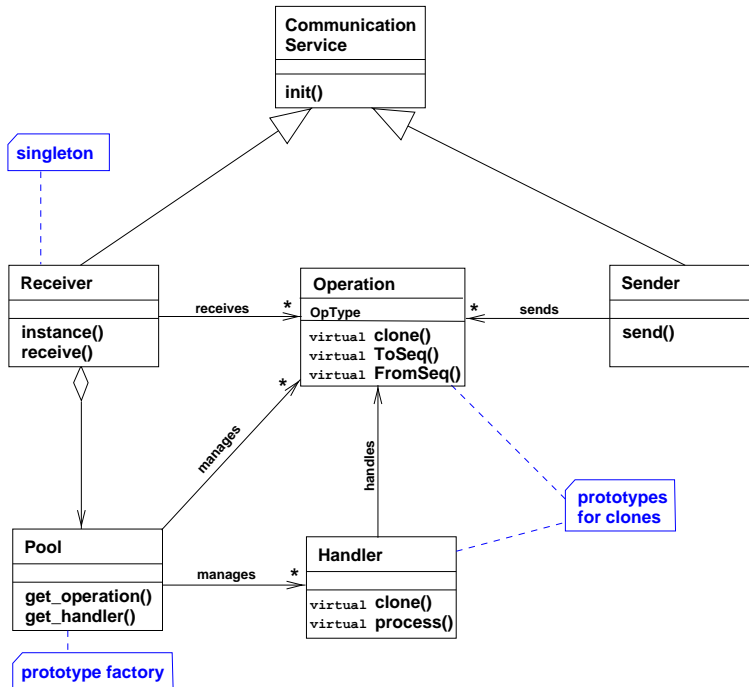 Communication
Service
init()
singleton
Receiver
instance()
receive()
receives
*
Operation
OpType
virtual clone()
virtual ToSeq()
virtual FromSeq()
*
sends
Sender
send()
*
manages
handles
prototypes
for clones
Pool
get_operation()
get_handler()
manages
*
Handler
virtual clone()
virtual process()
prototype factory